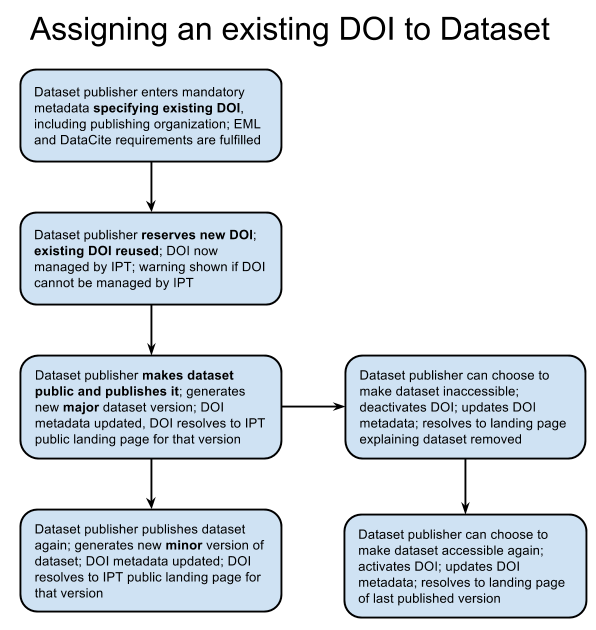 Assigning an existing DOI to Dataset
Dataset publisher enters mandatory
metadata specifying existing DOI,
including publishing organization; EML
and DataCite requirements are fulfilled
Dataset publisher reserves new DOI;
existing DOI reused; DOI now
managed by IPT; warning shown if DOI
cannot be managed by IPT
Dataset publisher makes dataset
public and publishes it; generates
new major dataset version; DOI
metadata updated, DOI resolves to IPT
public landing page for that version
Dataset publisher can choose to
make dataset inaccessible;
deactivates DOI; updates DOI
metadata; resolves to landing page
explaining dataset removed
Dataset publisher publishes dataset
again; generates new minor version of
dataset; DOI metadata updated; DOI
resolves to IPT public landing page for
that version
Dataset publisher can choose to
make dataset accessible again;
activates DOI; updates DOI
metadata; resolves to landing page
of last published version